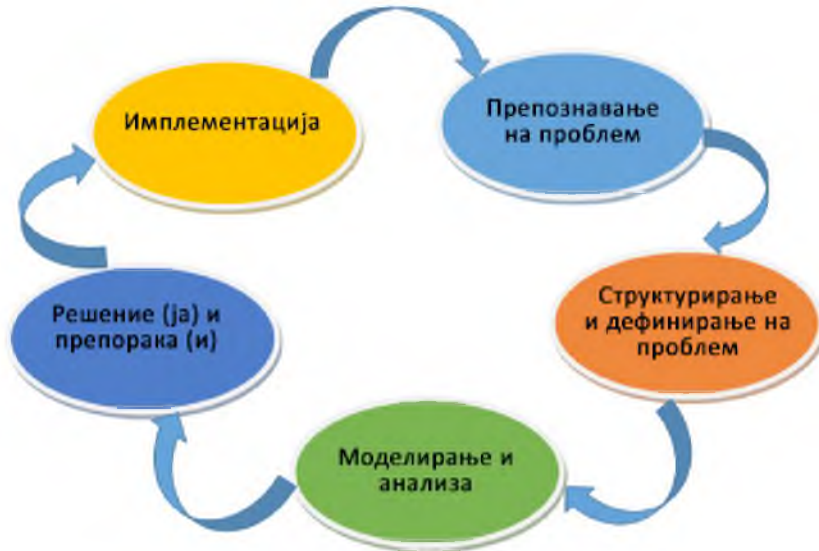 Имплементација
Препознавање
на проблем
Структурирање
и дефинирање на
проблем
Моделирање и
анализа
Решение (ја) и
препорака (и)